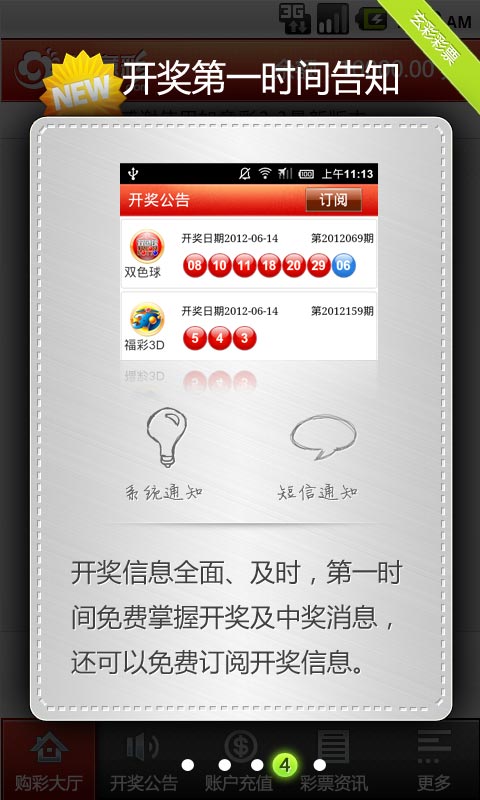 3G
AM
玄彩彩票
NEW
开奖第一时间告知
上午11:13
开奖公告
订阅
双色球
开奖日期2012-06-14
第2012069期
08 10 11 18 20 29 06
福彩3D
开奖日期2012-06-14
第2012159期
5 4 3
系统通知
短信通知
开奖信息全面、及时，第一时
间免费掌握开奖及中奖消息，
还可以免费订阅开奖信息。
4
购彩大厅
开奖公告
账户充值
彩票资讯
更多